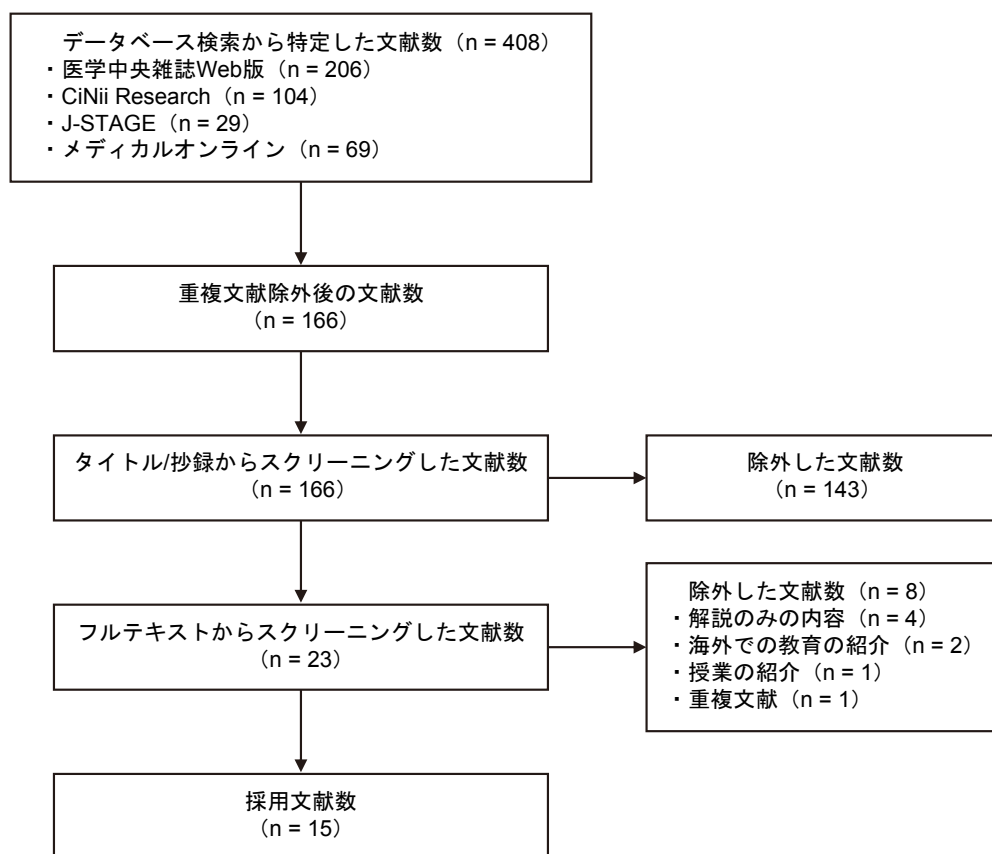 データベース検索から特定した文献数（n = 408）
・医学中央雑誌Web版（n = 206）
・CiNii Research（n = 104）
・J-STAGE（n = 29）
・メディカルオンライン（n = 69）
重複文献除外後の文献数
（n = 166）
タイトル/抄録からスクリーニングした文献数
（n = 166）
除外した文献数
（n = 143）
フルテキストからスクリーニングした文献数
（n = 23）
除外した文献数（n = 8）
・解説のみの内容（n = 4）
・海外での教育の紹介（n = 2）
・授業の紹介（n = 1）
・重複文献（n = 1）
採用文献数
（n = 15）